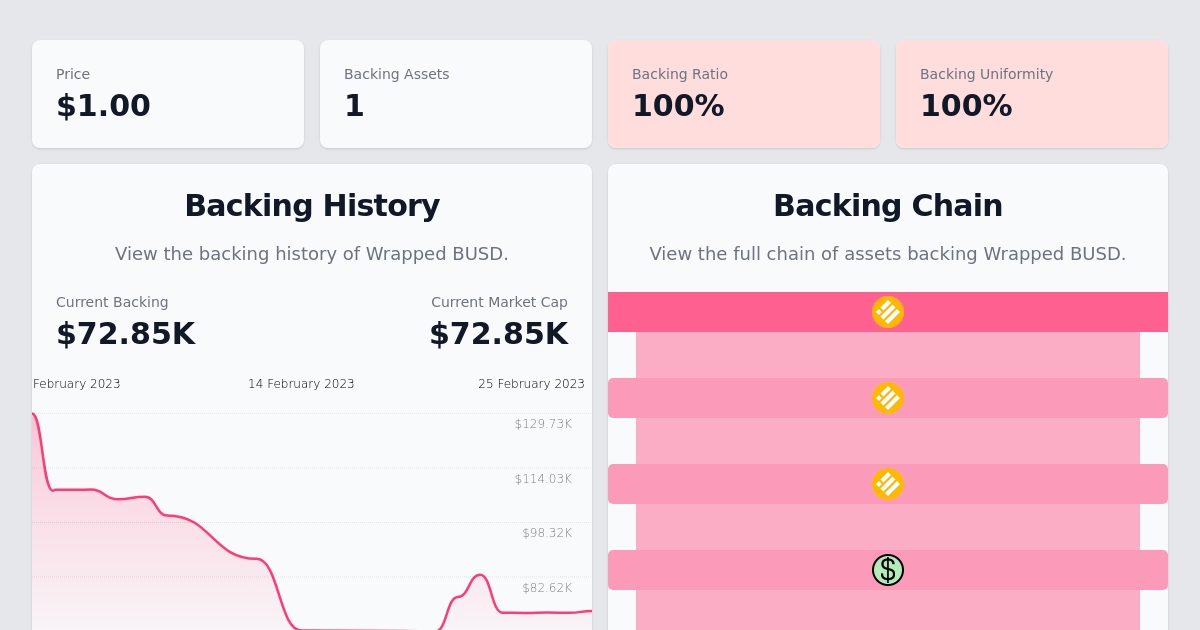 Price
$1.00
Backing Assets
1
Backing Ratio
100%
Backing Uniformity
100%
Backing History
View the backing history of Wrapped BUSD.
Current Backing
$72.85K
Current Market Cap
$72.85K
February 2023
14 February 2023
25 February 2023
$129.73K
$114.03K
$98.32K
$82.62K
Backing Chain
View the full chain of assets backing Wrapped BUSD.
$